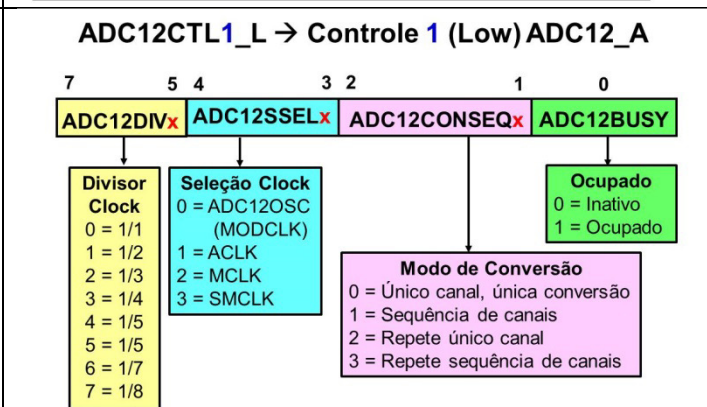 ADC12CTL1_L → Controle 1 (Low) ADC12_A
7 5 4 3 2 1 0
ADC12DIVx ADC12SSELx ADC12CONSEQx ADC12BUSY
Divisor
Clock
0 = 1/1
1 = 1/2
2 = 1/3
3 = 1/4
4 = 1/5
5 = 1/5
6 = 1/7
7 = 1/8
Seleção Clock
0 = ADC12OSC
(MODCLK)
1 = ACLK
2 = MCLK
3 = SMCLK
Modo de Conversão
0 = Único canal, única conversão
1 = Sequência de canais
2 = Repete único canal
3 = Repete sequência de canais
Ocupado
0 = Inativo
1 = Ocupado